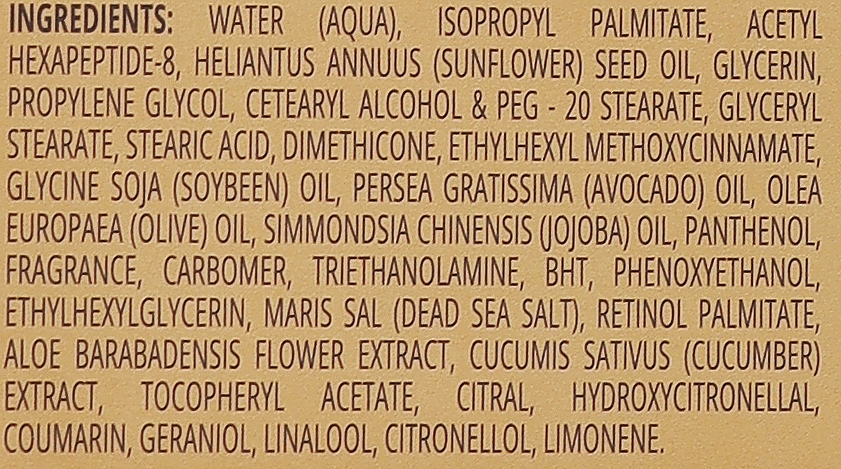 INGREDIENTS: WATER (AQUA), ISOPROPYL PALMITATE, ACETYL
HEXAPEPTIDE-8, HELIANTUS ANNUUS (SUNFLOWER) SEED OIL, GLYCERIN,
PROPYLENE GLYCOL, CETEARYL ALCOHOL & PEG - 20 STEARATE, GLYCERYL
STEARATE, STEARIC ACID, DIMETHICONE, ETHYLHEXYL METHOXYCINNAMATE,
GLYCINE SOJA (SOYBEEN) OIL, PERSEA GRATISSIMA (AVOCADO) OIL, OLEA
EUROPAEA (OLIVE) OIL, SIMMONDSIA CHINENSIS (JOJOBA) OIL, PANTHENOL,
FRAGRANCE, CARBOMER, TRIETHANOLAMINE, BHT, PHENOXYETHANOL,
ETHYLHEXYLGLYCERIN, MARIS SAL (DEAD SEA SALT), RETINOL PALMITATE,
ALOE BARABADENSIS FLOWER EXTRACT, CUCUMIS SATIVUS (CUCUMBER)
EXTRACT, TOCOPHERYL ACETATE, CITRAL, HYDROXYCITRONELLAL,
COUMARIN, GERANIOL, LINALOOL, CITRONELLOL, LIMONENE.